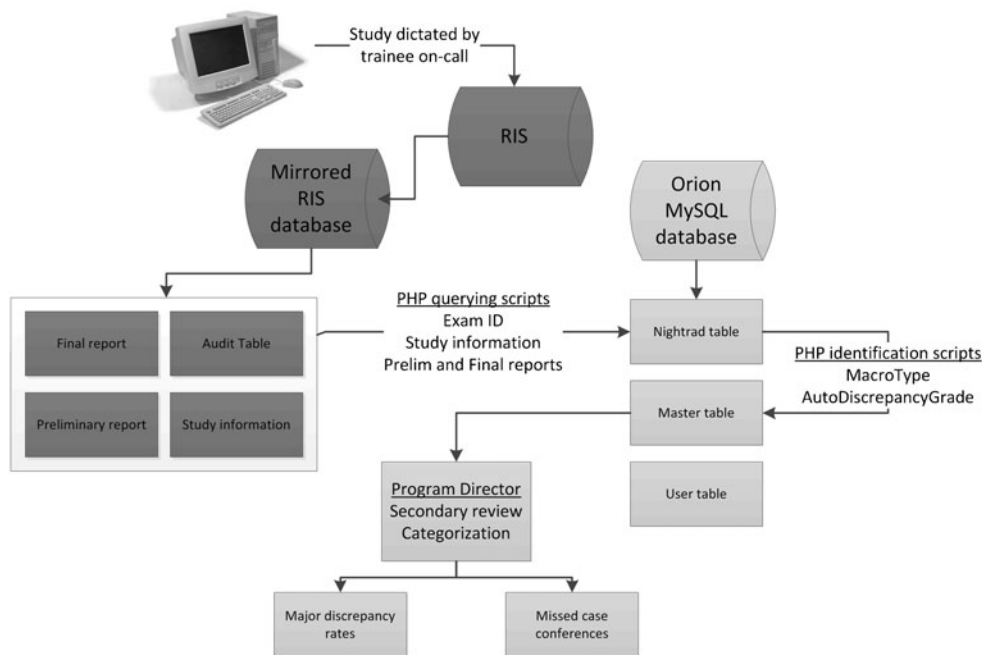 Study dictated by
trainee on-call
RIS
Mirrored
RIS
database
Orion
MySQL
database
Final report
Audit Table
Preliminary report
Study information
PHP querying scripts
Exam ID
Study information
Prelim and Final reports
Nightrad table
PHP identification scripts
MacroType
AutoDiscrepancyGrade
Master table
User table
Program Director
Secondary review
Categorization
Major discrepancy
rates
Missed case
conferences